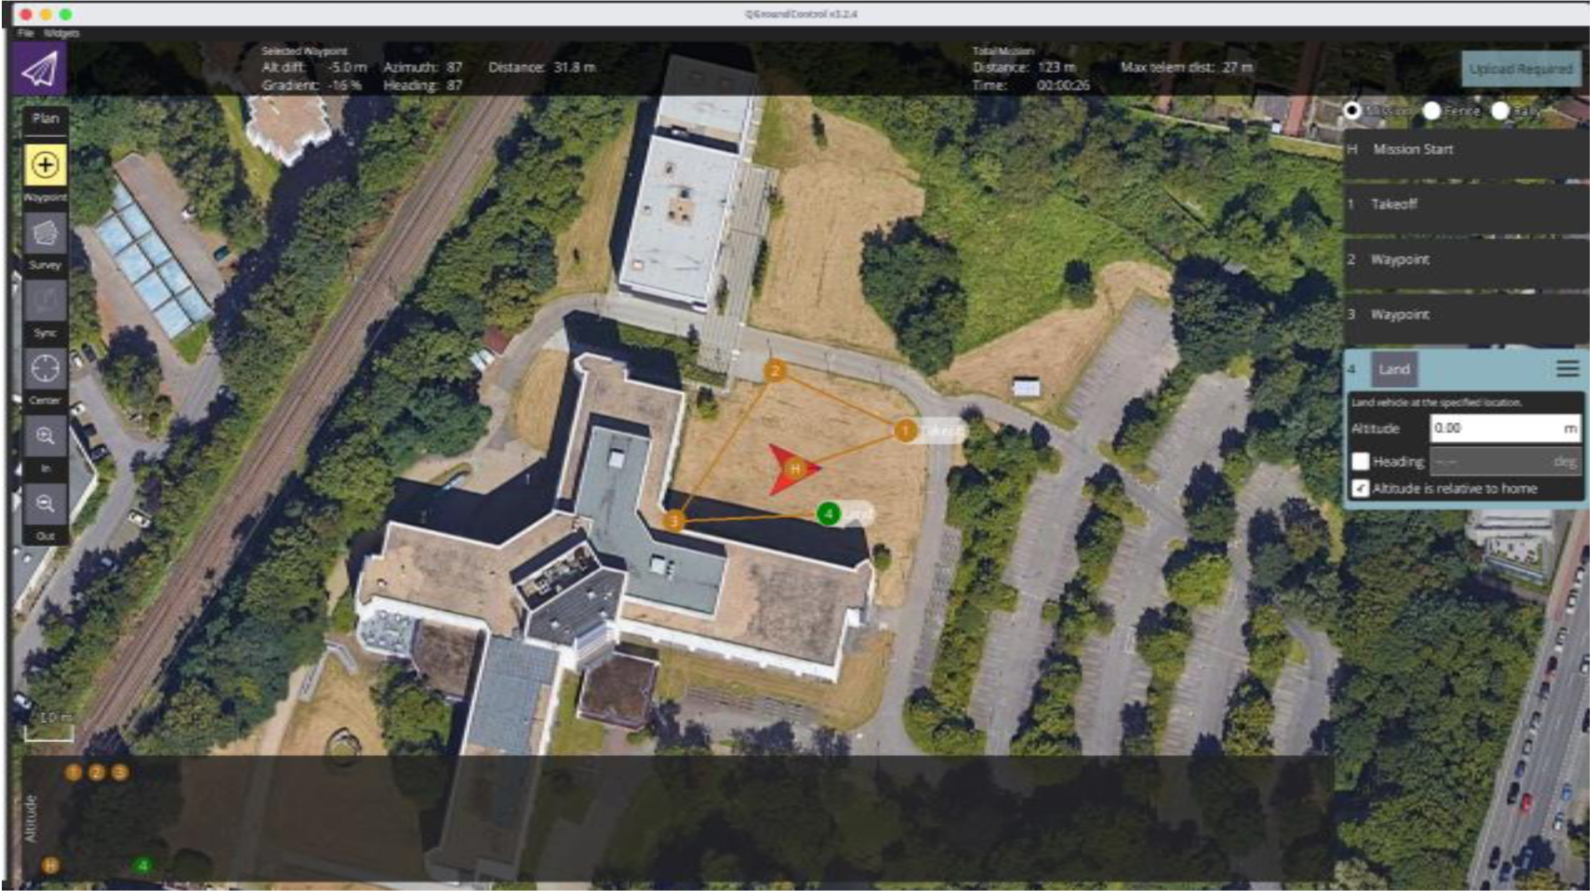 QGroundControl v3.2.4
File Widgets
Selected Waypoint
Alt diff: -5.0 m Azimuth: 87 Distance: 31.8 m
Gradient: -16 % Heading: 87
Total Mission
Distance: 123 m Max telem dist: 27 m
Time: 00:00:26
Upload Required
Plan
Waypoint
Survey
Sync
Center
In
Out
10 m
Mission Fence Rally
H Mission Start
1 Takeoff
2 Waypoint
3 Waypoint
4 Land
Land vehicle at the specified location.
Altitude 0.00 m
Heading --.-- deg
Altitude is relative to home
2
1 Takeoff
H
4 Land
3
Altitude
1 2 3
H 4